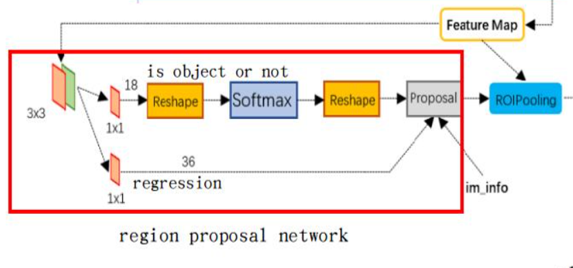 Feature Map
is object or not
18
3x3
1x1
Reshape
Softmax
Reshape
Proposal
ROIPooling
36
regression
1x1
im_info
region proposal network